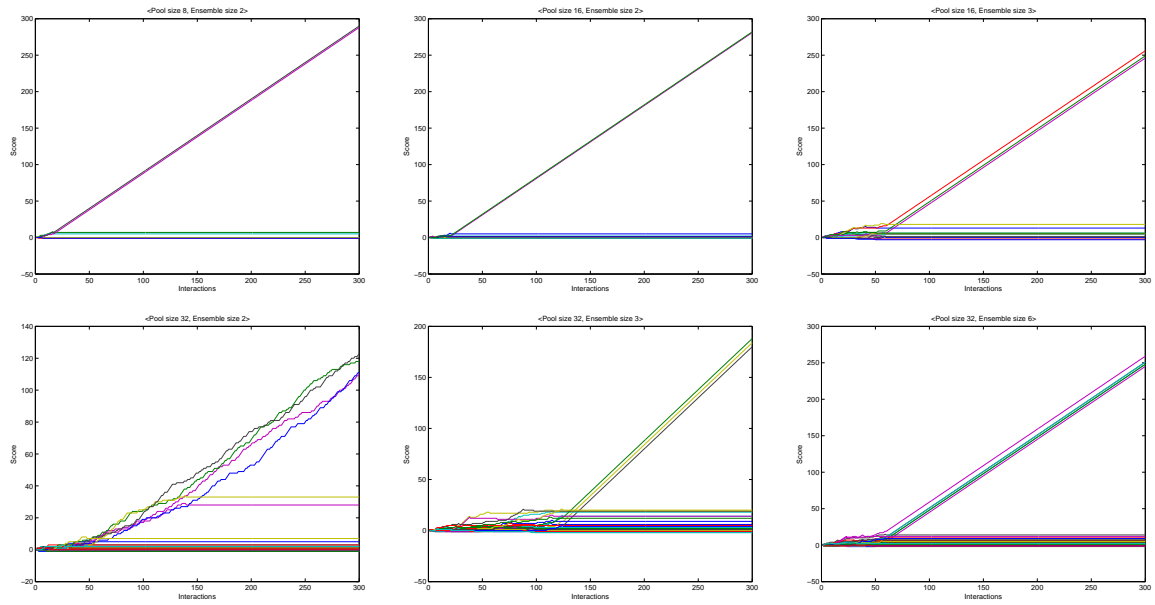 <Pool size 8, Ensemble size 2>
300
250
200
150
100
50
0
−50
Score
0 50 100 150 200 250 300
Interactions
<Pool size 16, Ensemble size 2>
300
250
200
150
100
50
0
−50
Score
0 50 100 150 200 250 300
Interactions
<Pool size 16, Ensemble size 3>
300
250
200
150
100
50
0
−50
Score
0 50 100 150 200 250 300
Interactions
<Pool size 32, Ensemble size 2>
140
120
100
80
60
40
20
0
−20
Score
0 50 100 150 200 250 300
Interactions
<Pool size 32, Ensemble size 3>
200
150
100
50
0
−50
Score
0 50 100 150 200 250 300
Interactions
<Pool size 32, Ensemble size 6>
300
250
200
150
100
50
0
−50
Score
0 50 100 150 200 250 300
Interactions